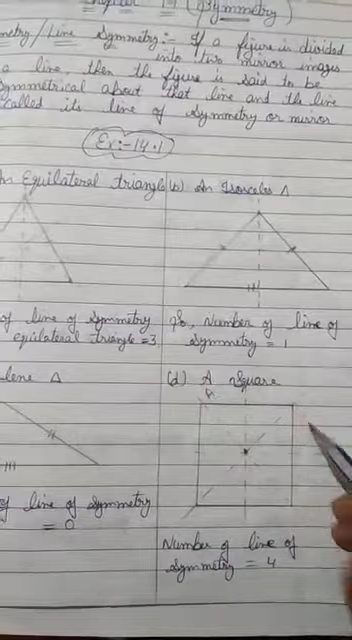 Chapter 14 (Symmetry)
metry/Line Symmetry:- If a figure is divided
into two mirror images
a line, then the figure is said to be
Symmetrical about that line and the line
called its line of Symmetry or mirror
Ex:- 14.1
An Equilateral triangle
(b) An Isosceles Δ
of line of Symmetry
equilateral triangle = 3
No, Number of line of
Symmetry = 1
lene Δ
(d) A Square
of line of Symmetry
= 0
Number of line of
Symmetry = 4